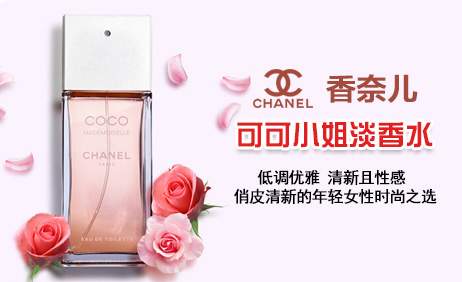 COCO
MADEMOISELLE
CHANEL
PARIS
EAU DE TOILETTE
CHANEL
香奈儿
可可小姐淡香水
低调优雅 清新且性感
俏皮清新的年轻女性时尚之选